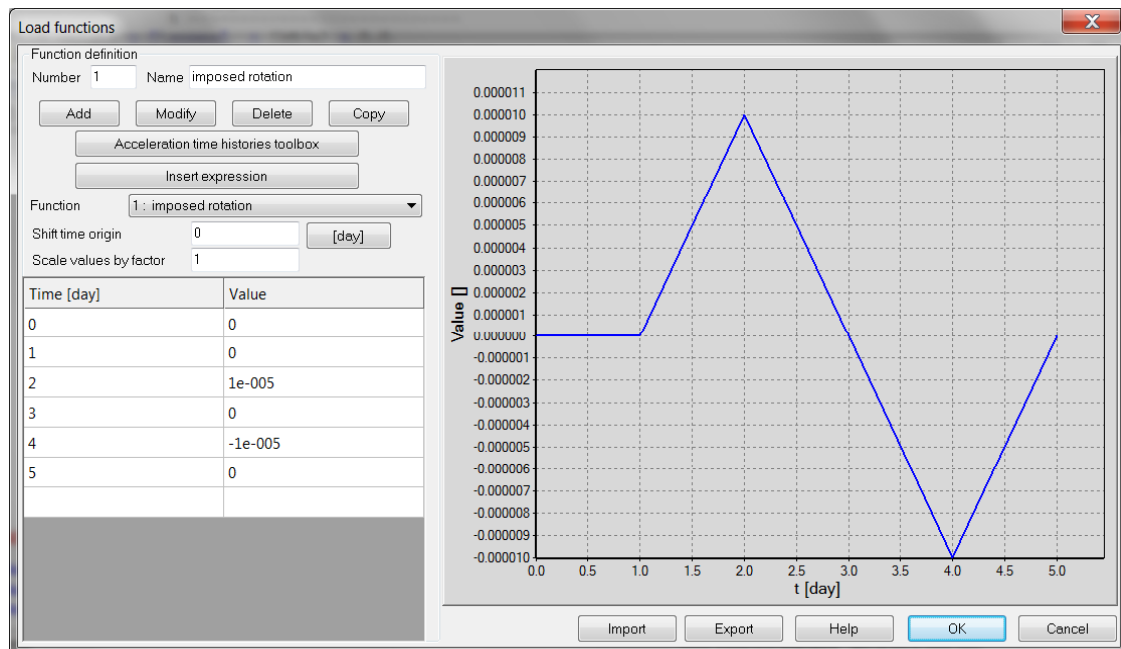 Load functions
Function definition
Number 1 Name imposed rotation
Add Modify Delete Copy
Acceleration time histories toolbox
Insert expression
Function 1 : imposed rotation
Shift time origin 0 [day]
Scale values by factor 1
Time [day] Value
0 0
1 0
2 1e-005
3 0
4 -1e-005
5 0
Value []
0.000011
0.000010
0.000009
0.000008
0.000007
0.000006
0.000005
0.000004
0.000003
0.000002
0.000001
0.000000
-0.000001
-0.000002
-0.000003
-0.000004
-0.000005
-0.000006
-0.000007
-0.000008
-0.000009
-0.000010
0.0 0.5 1.0 1.5 2.0 2.5 3.0 3.5 4.0 4.5 5.0
t [day]
Import Export Help OK Cancel